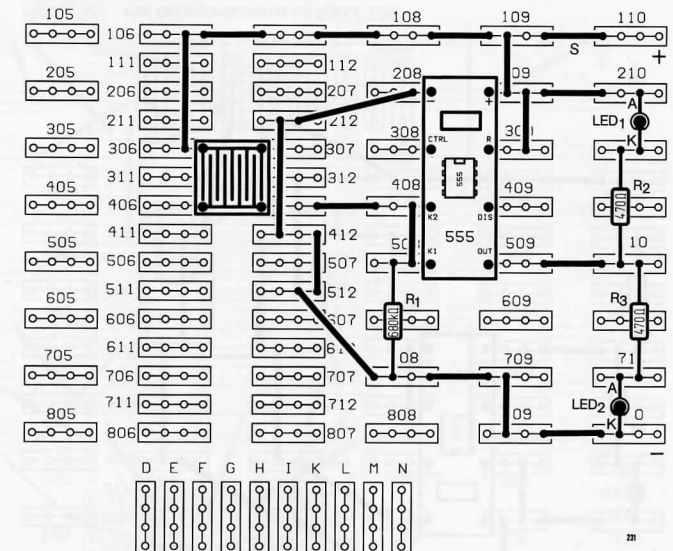 105 106 108 109 110
S +
111 112
205 206 207 208 09 210
A
LED1
211 212
CTRL R
305 306 307 308 30
K
555
311 312
R2
470Ω
405 406 408 409
K2 DIS
411 412
555
K1 OUT
505 506 507 50 509 10
511 512
R1 R3
680kΩ 470Ω
605 606 607 609
611 61
705 706 707 08 709 71
A
711 712
LED2
K
805 806 807 808 09 0
−
D E F G H I K L M N
231